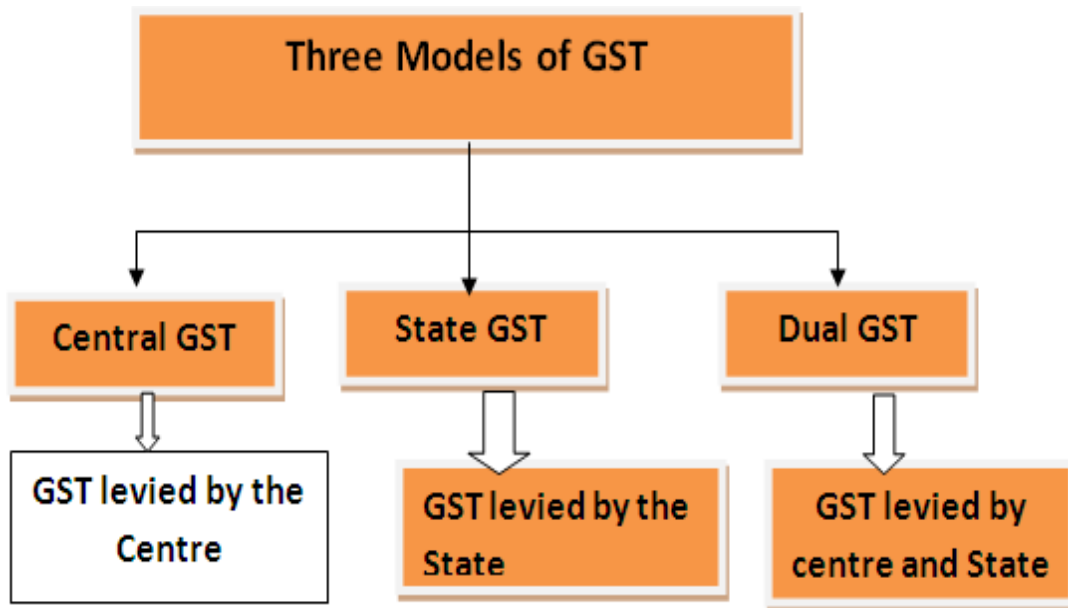 Three Models of GST
Central GST
State GST
Dual GST
GST levied by the
Centre
GST levied by the
State
GST levied by
centre and State